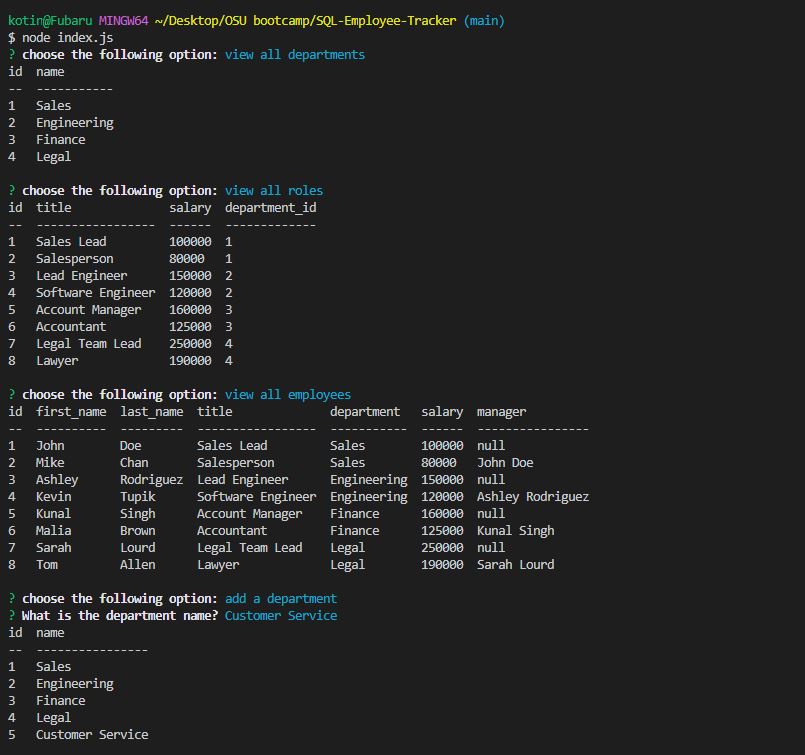 kotin@Fubaru MINGW64 ~/Desktop/OSU bootcamp/SQL-Employee-Tracker (main)
$ node index.js
? choose the following option: view all departments
id  name
--  -----------
1   Sales
2   Engineering
3   Finance
4   Legal

? choose the following option: view all roles
id  title              salary  department_id
--  -----------------  ------  -------------
1   Sales Lead         100000  1
2   Salesperson        80000   1
3   Lead Engineer      150000  2
4   Software Engineer  120000  2
5   Account Manager    160000  3
6   Accountant         125000  3
7   Legal Team Lead    250000  4
8   Lawyer             190000  4

? choose the following option: view all employees
id  first_name  last_name  title              department   salary  manager
--  ----------  ---------  -----------------  -----------  ------  ----------------
1   John        Doe        Sales Lead         Sales        100000  null
2   Mike        Chan       Salesperson        Sales        80000   John Doe
3   Ashley      Rodriguez  Lead Engineer      Engineering  150000  null
4   Kevin       Tupik      Software Engineer  Engineering  120000  Ashley Rodriguez
5   Kunal       Singh      Account Manager    Finance      160000  null
6   Malia       Brown      Accountant         Finance      125000  Kunal Singh
7   Sarah       Lourd      Legal Team Lead    Legal        250000  null
8   Tom         Allen      Lawyer             Legal        190000  Sarah Lourd

? choose the following option: add a department
? What is the department name? Customer Service
id  name
--  ----------------
1   Sales
2   Engineering
3   Finance
4   Legal
5   Customer Service